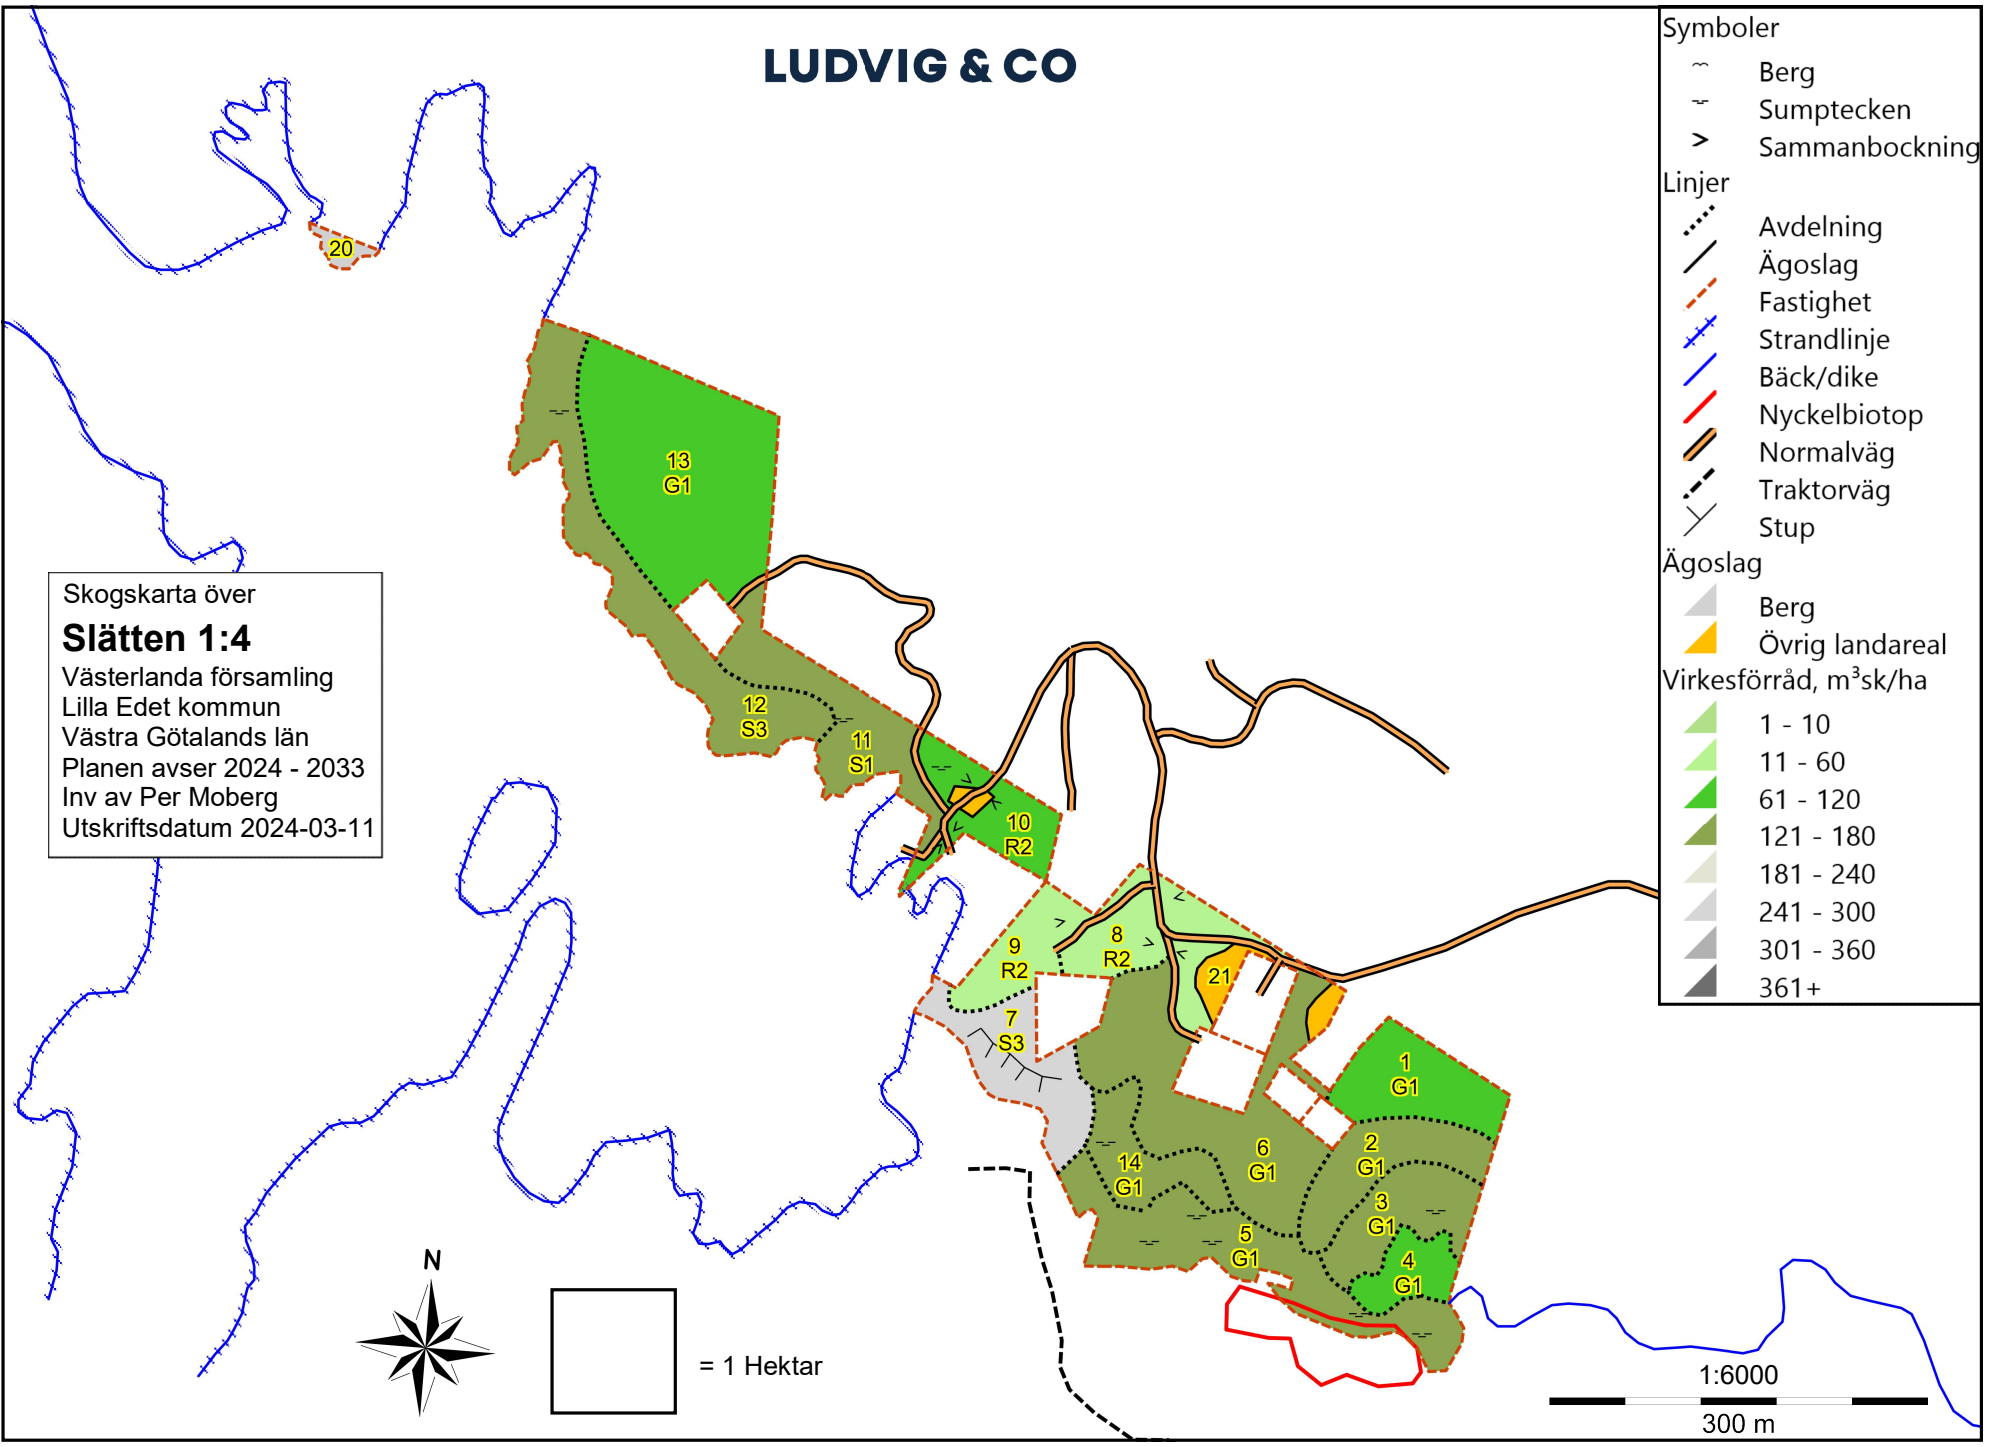 LUDVIG & CO
Symboler
Berg
Sumptecken
Sammanbockning
Linjer
Avdelning
Ägoslag
Fastighet
Strandlinje
Bäck/dike
Nyckelbiotop
Normalväg
Traktorväg
Stup
Ägoslag
Berg
Övrig landareal
Virkesförråd, m³sk/ha
1 - 10
11 - 60
61 - 120
121 - 180
181 - 240
241 - 300
301 - 360
361+
20
13
G1
Skogskarta över
Slätten 1:4
Västerlanda församling
Lilla Edet kommun
Västra Götalands län
Planen avser 2024 - 2033
Inv av Per Moberg
Utskriftsdatum 2024-03-11
12
S3
11
S1
10
R2
9
R2
8
R2
21
7
S3
1
G1
2
G1
6
G1
14
G1
3
G1
5
G1
4
G1
N
= 1 Hektar
1:6000
300 m